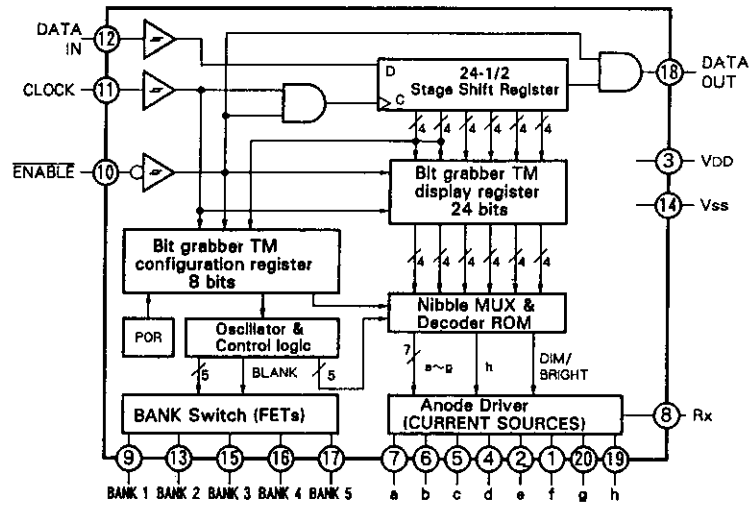 DATA IN
12
CLOCK
11
ENABLE
10
D
C
24-1/2
Stage Shift Register
18
DATA OUT
4 4 4 4 4 4
3
VDD
14
Vss
Bit grabber TM
display register
24 bits
4 4 4 4 4 4
Bit grabber TM
configuration register
8 bits
POR
Oscillator &
Control logic
Nibble MUX &
Decoder ROM
5
BLANK
5
7
a~g
h
DIM/
BRIGHT
BANK Switch (FETs)
Anode Driver
(CURRENT SOURCES)
8
Rx
9 13 15 16 17 7 6 5 4 2 1 20 19
BANK 1 BANK 2 BANK 3 BANK 4 BANK 5 a b c d e f g h